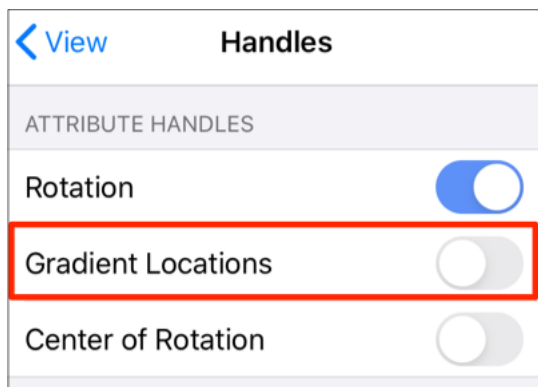 View
Handles
ATTRIBUTE HANDLES
Rotation
Gradient Locations
Center of Rotation